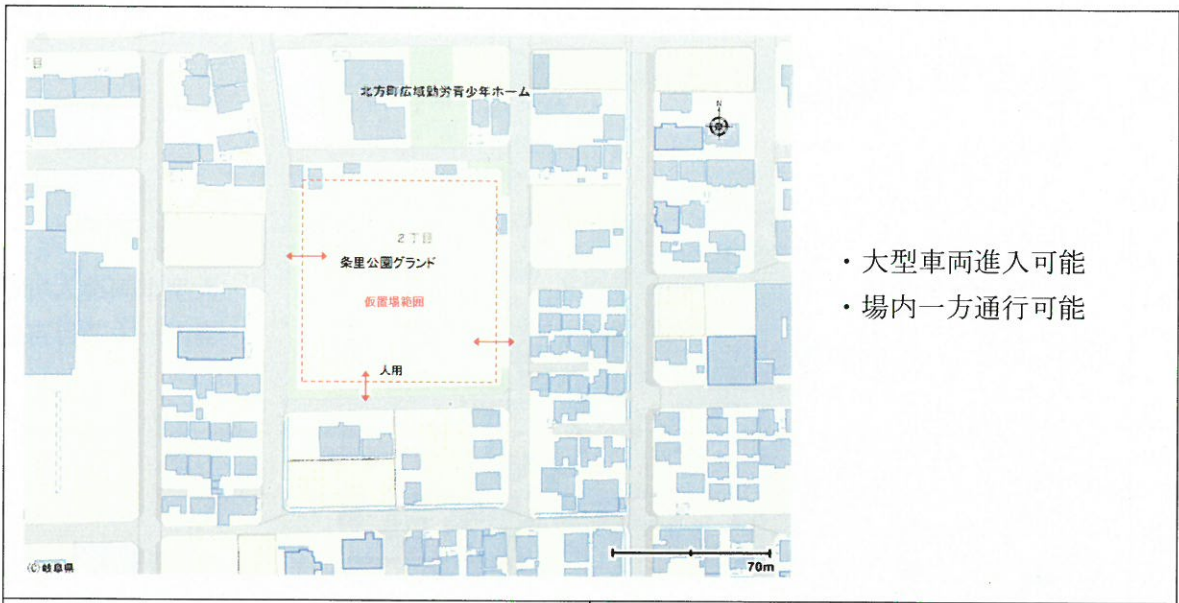 目
北方町広域勤労青少年ホーム
N
2丁目
条里公園グランド
仮置場範囲
人用
70m
(C)岐阜県
・大型車両進入可能
・場内一方通行可能